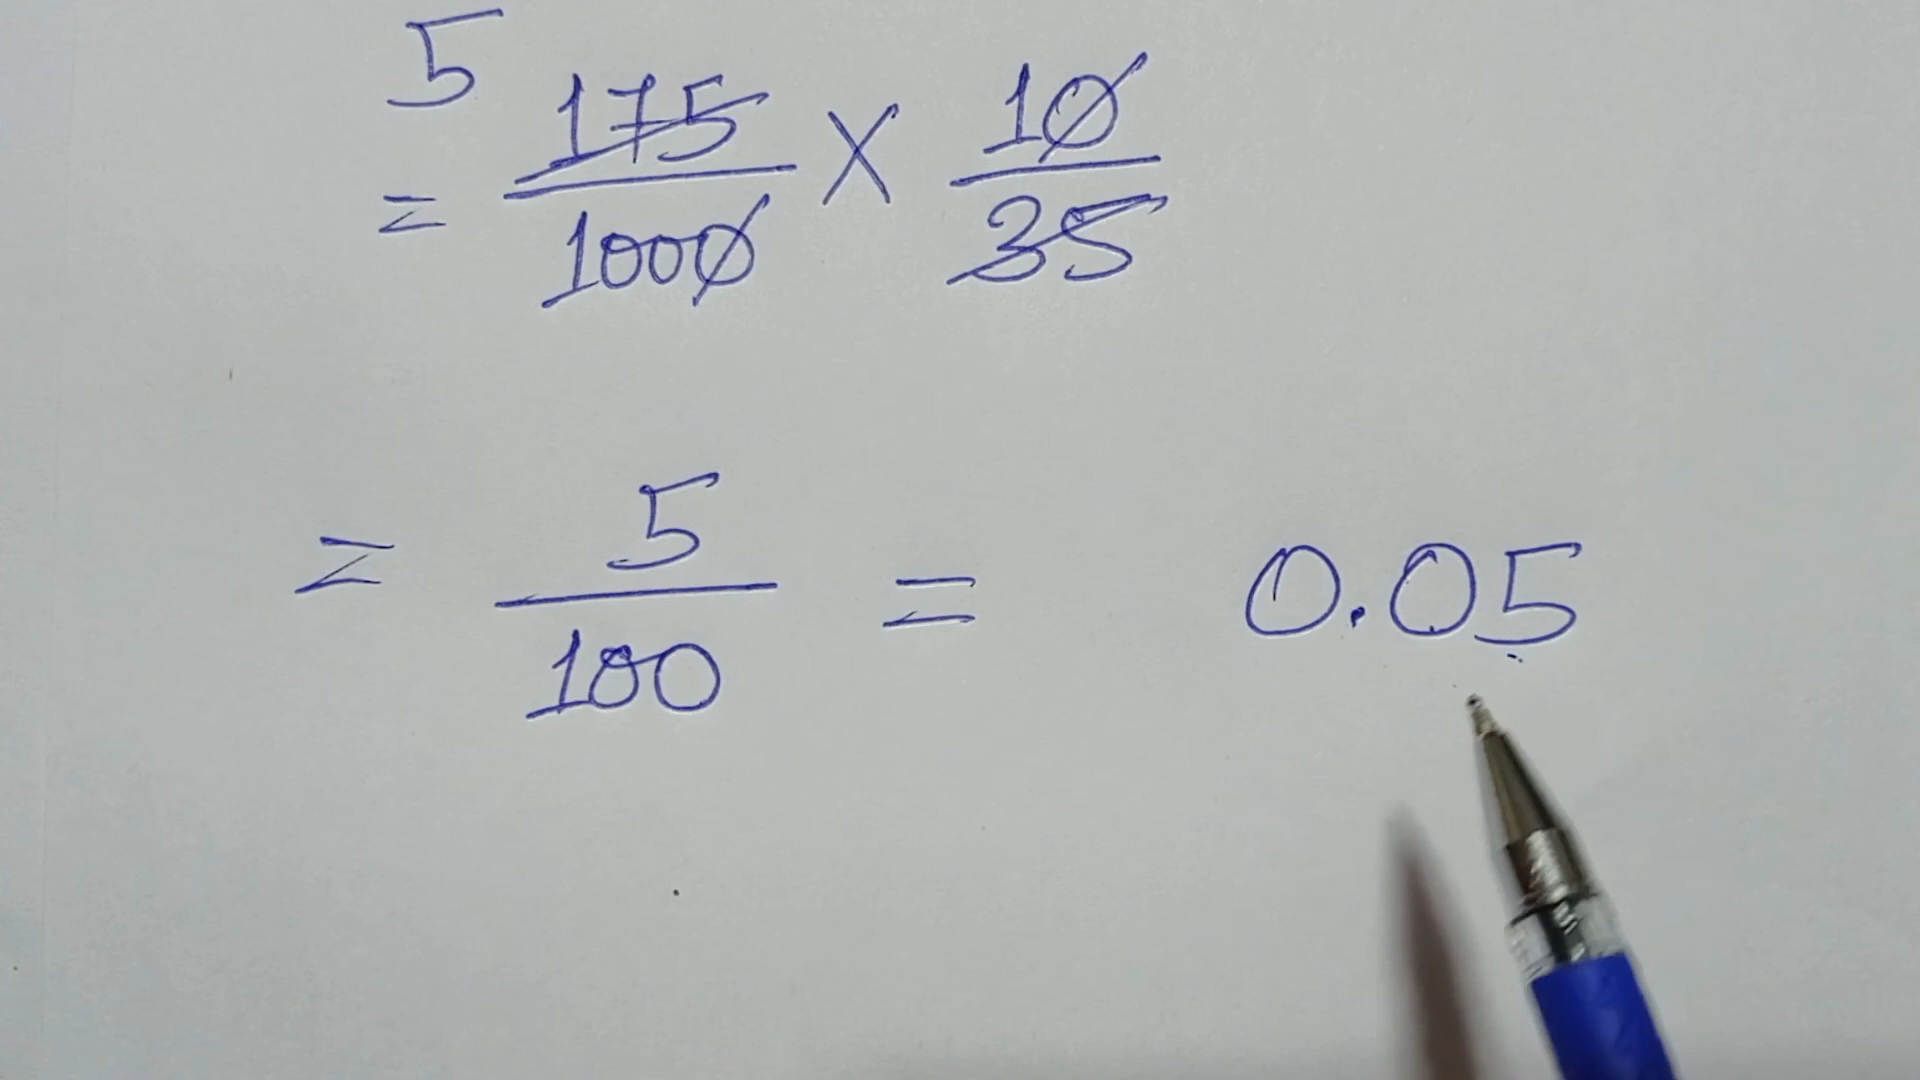 5
= 175/1000 × 10/35
= 5/100 = 0.05